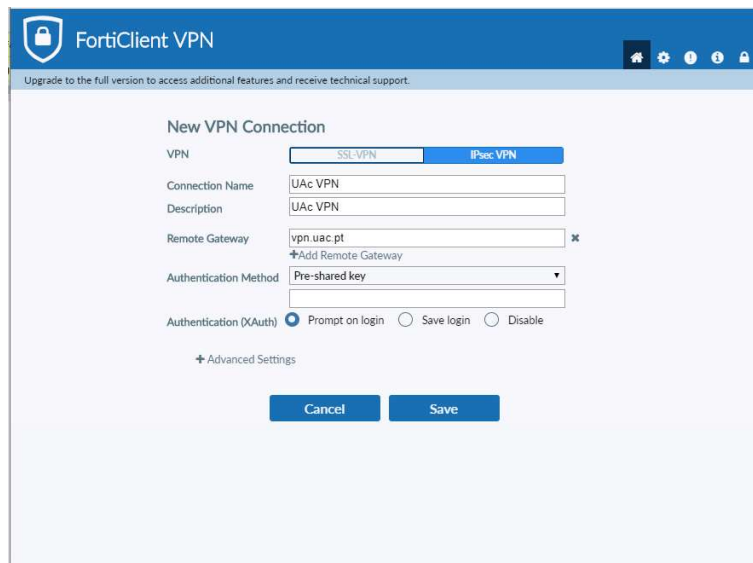 FortiClient VPN
Upgrade to the full version to access additional features and receive technical support.
New VPN Connection
VPN SSL-VPN IPsec VPN
Connection Name UAc VPN
Description UAc VPN
Remote Gateway vpn.uac.pt
+Add Remote Gateway
Authentication Method Pre-shared key
Authentication (XAuth) Prompt on login Save login Disable
+ Advanced Settings
Cancel Save